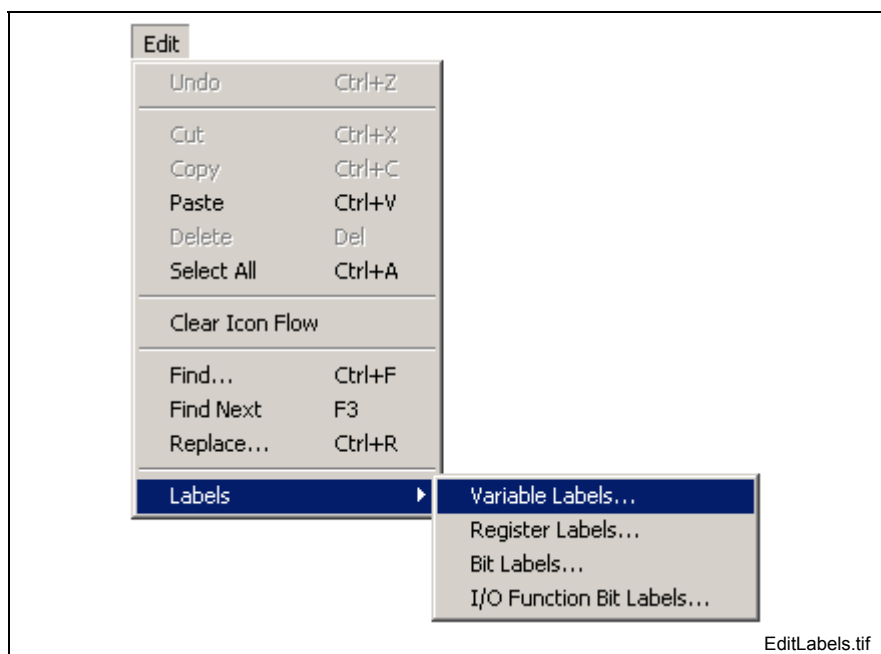 Edit
Undo Ctrl+Z
Cut Ctrl+X
Copy Ctrl+C
Paste Ctrl+V
Delete Del
Select All Ctrl+A
Clear Icon Flow
Find... Ctrl+F
Find Next F3
Replace... Ctrl+R
Labels
Variable Labels...
Register Labels...
Bit Labels...
I/O Function Bit Labels...
EditLabels.tif